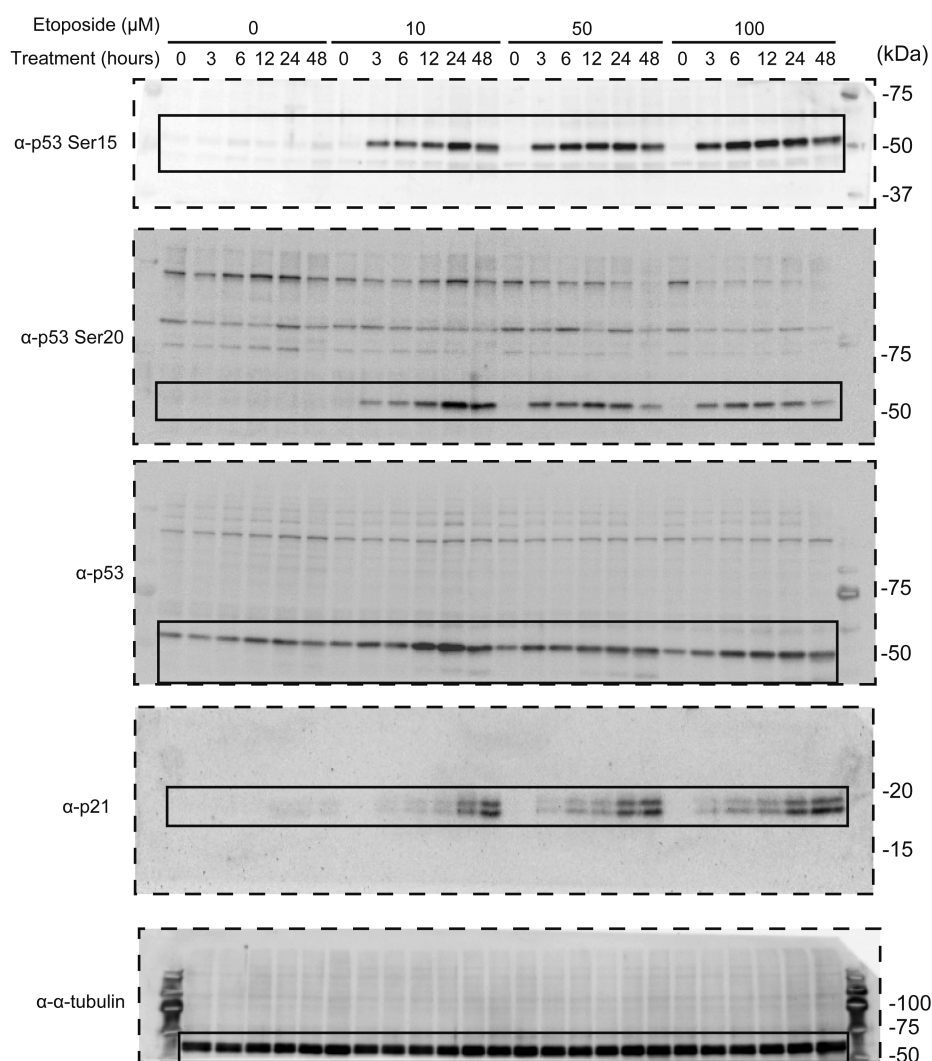 Etoposide (μM) 0 10 50 100
Treatment (hours) 0 3 6 12 24 48 0 3 6 12 24 48 0 3 6 12 24 48 0 3 6 12 24 48 (kDa)
-75
α-p53 Ser15 -50
-37
α-p53 Ser20
-75
-50
α-p53
-75
-50
-20
α-p21
-15
α-α-tubulin -100
-75
-50